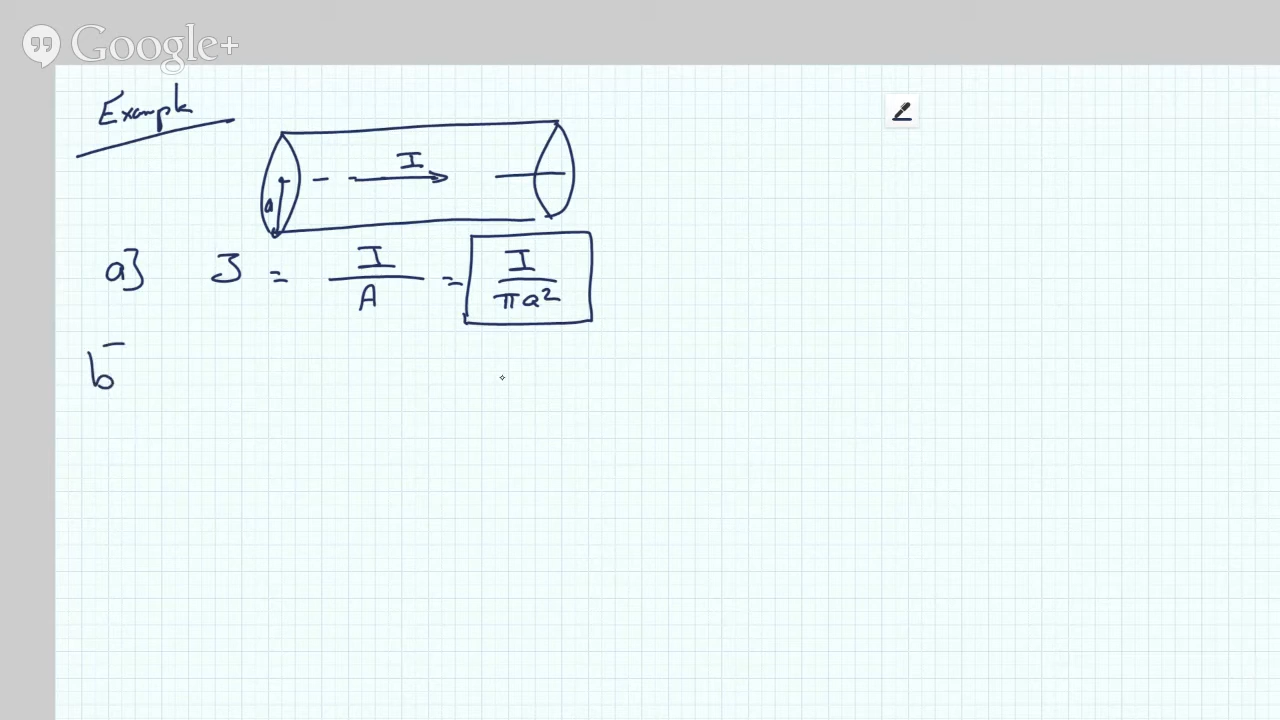 Google+
Example
I
a
a} J = I/A = I/πa²
b